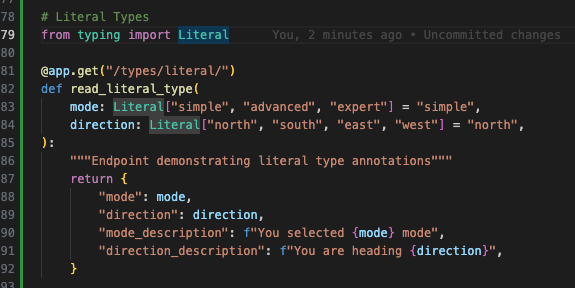 78 # Literal Types
79 from typing import Literal You, 2 minutes ago • Uncommitted changes
80
81 @app.get("/types/literal/")
82 def read_literal_type(
83     mode: Literal["simple", "advanced", "expert"] = "simple",
84     direction: Literal["north", "south", "east", "west"] = "north",
85 ):
86     """Endpoint demonstrating literal type annotations"""
87     return {
88         "mode": mode,
89         "direction": direction,
90         "mode_description": f"You selected {mode} mode",
91         "direction_description": f"You are heading {direction}",
92     }
93